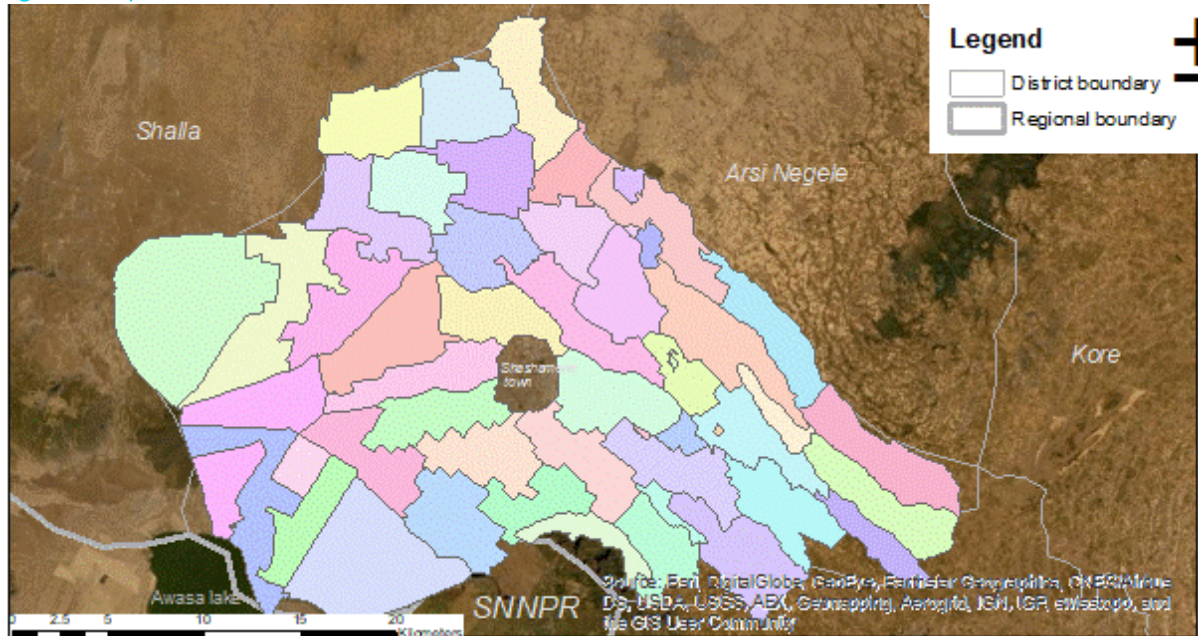 Legend
District boundary
Regional boundary
Shalla
Arsi Negele
Kore
Shashamene
town
Awasa lake
SNNPR
0 2.5 5 10 15 20
Kilometers
Source: Esri, DigitalGlobe, GeoEye, Earthstar Geographics, CNES/Airbus
DS, USDA, USGS, AEX, Getmapping, Aerogrid, IGN, IGP, swisstopo, and
the GIS User Community